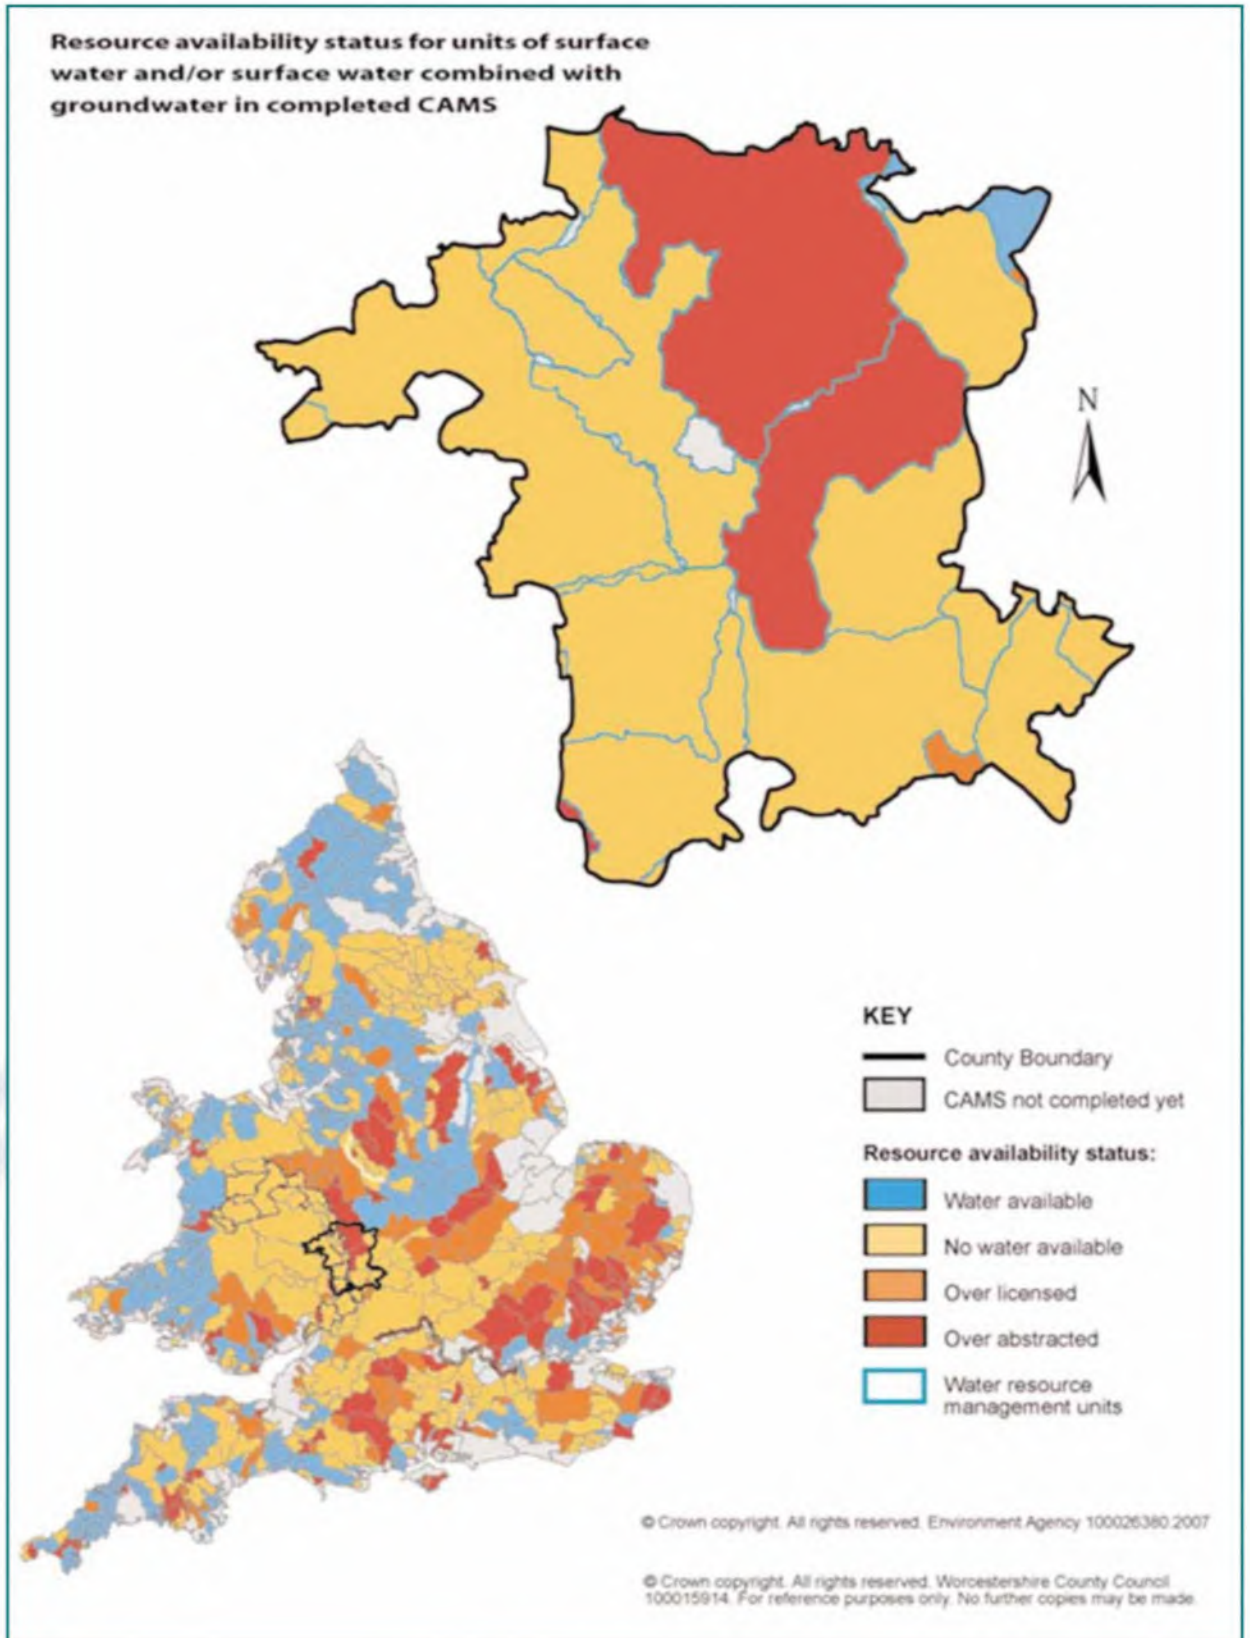 Resource availability status for units of surface
water and/or surface water combined with
groundwater in completed CAMS
N
KEY
County Boundary
CAMS not completed yet
Resource availability status:
Water available
No water available
Over licensed
Over abstracted
Water resource
management units
© Crown copyright. All rights reserved. Environment Agency 100026380.2007
© Crown copyright. All rights reserved. Worcestershire County Council
100015914. For reference purposes only. No further copies may be made.